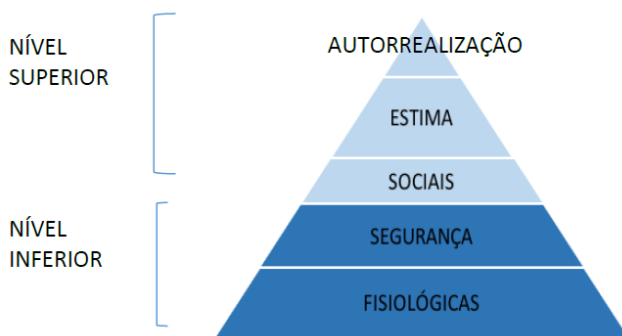 NÍVEL
SUPERIOR
AUTORREALIZAÇÃO
ESTIMA
SOCIAIS
NÍVEL
INFERIOR
SEGURANÇA
FISIOLÓGICAS